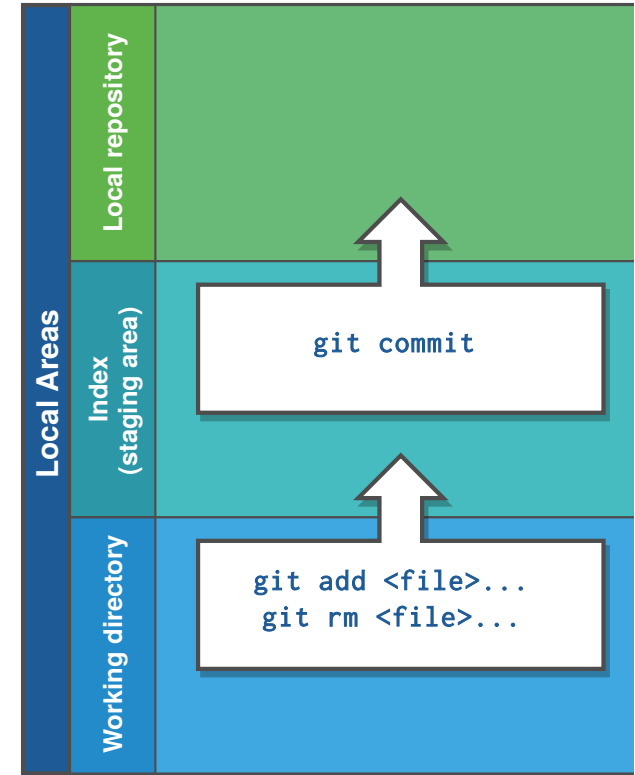 Local Areas
Local repository
git commit
Index
(staging area)
git add <file>...
git rm <file>...
Working directory